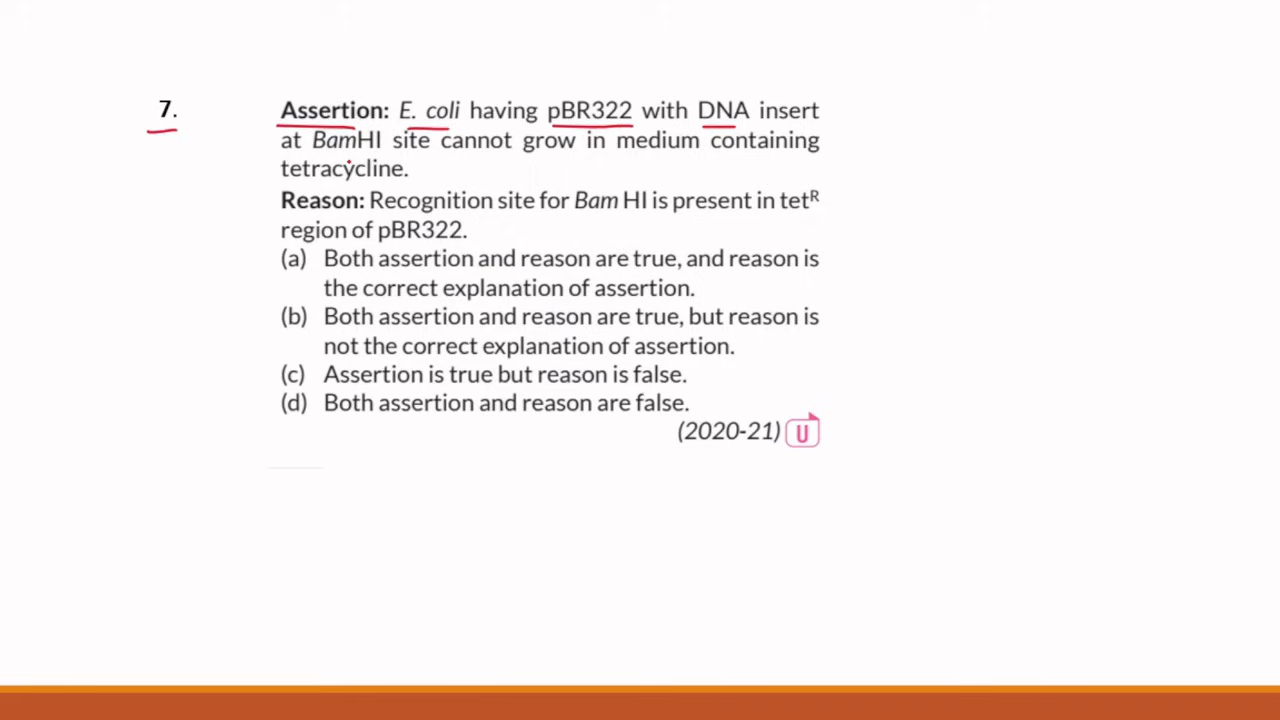 7.
Assertion: E. coli having pBR322 with DNA insert
at BamHI site cannot grow in medium containing
tetracycline.
Reason: Recognition site for Bam HI is present in tetᴿ
region of pBR322.
(a) Both assertion and reason are true, and reason is
the correct explanation of assertion.
(b) Both assertion and reason are true, but reason is
not the correct explanation of assertion.
(c) Assertion is true but reason is false.
(d) Both assertion and reason are false.
(2020-21) U